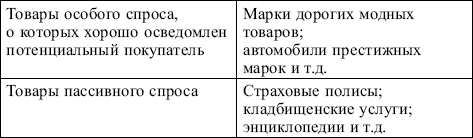 Товары особого спроса,
о которых хорошо осведомлен
потенциальный покупатель
Марки дорогих модных
товаров;
автомобили престижных
марок и т.д.
Товары пассивного спроса
Страховые полисы;
кладбищенские услуги;
энциклопедии и т.д.